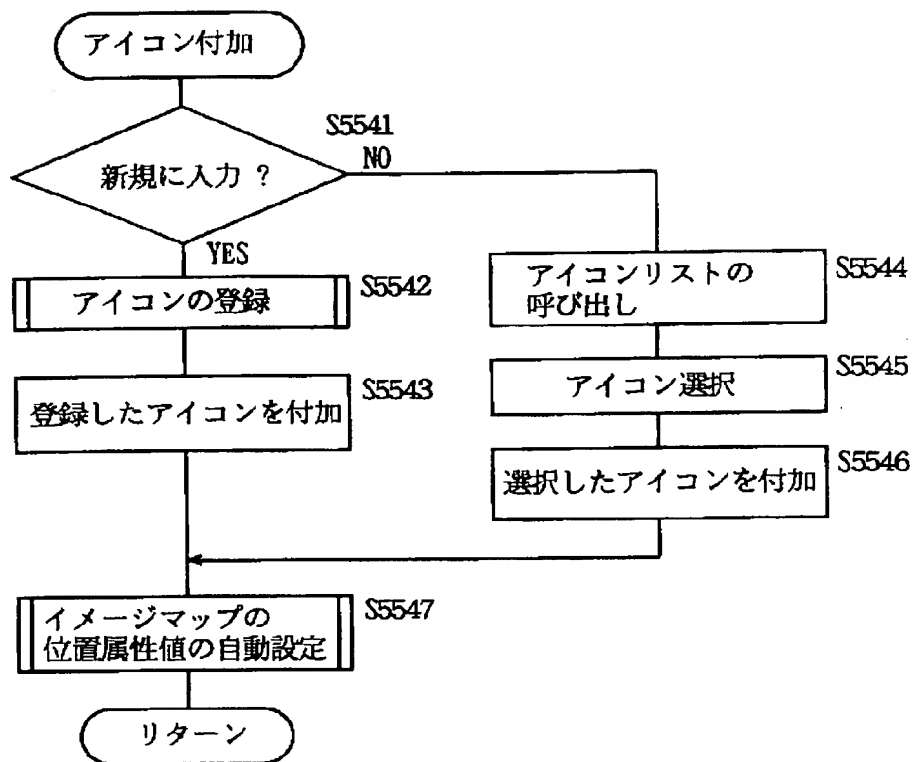 アイコン付加
S5541
新規に入力 ?
NO
YES
アイコンの登録
S5542
登録したアイコンを付加
S5543
アイコンリストの
呼び出し
S5544
アイコン選択
S5545
選択したアイコンを付加
S5546
イメージマップの
位置属性値の自動設定
S5547
リターン